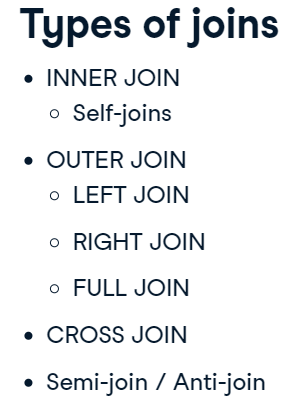 Types of joins
• INNER JOIN
○ Self-joins
• OUTER JOIN
○ LEFT JOIN
○ RIGHT JOIN
○ FULL JOIN
• CROSS JOIN
• Semi-join / Anti-join